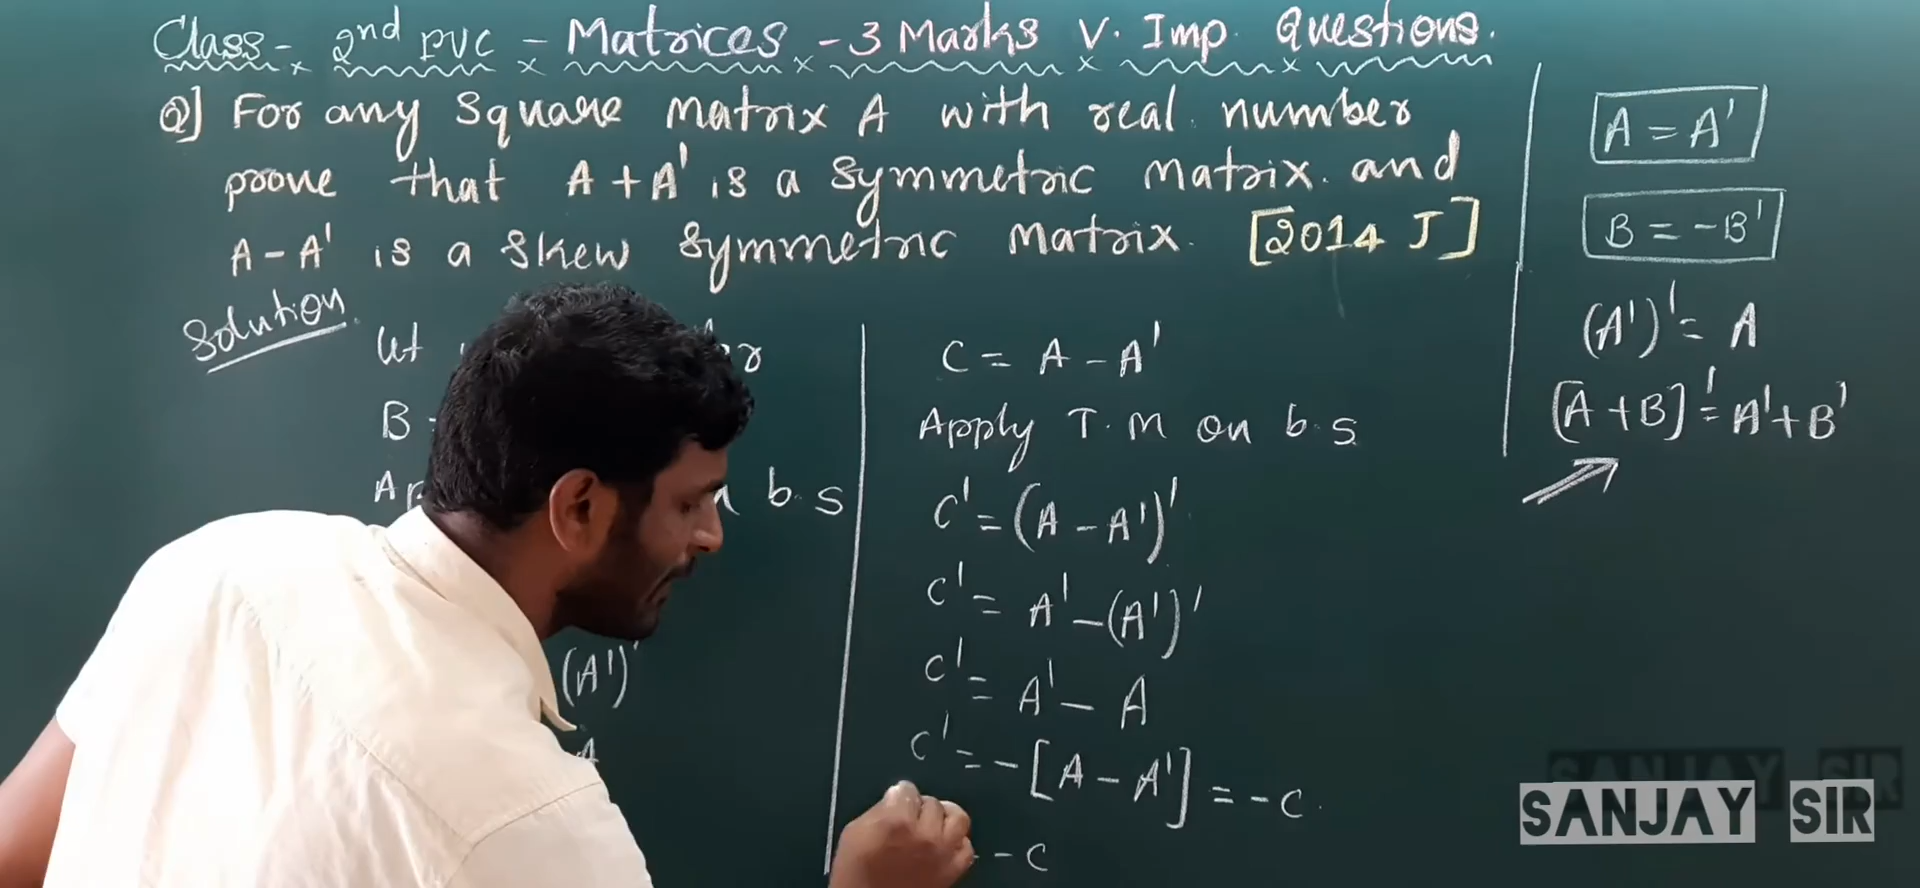 Class - 2nd PUC - Matrices - 3 Marks V. Imp. Questions.
Q] For any Square matrix A with real number
prove that A + A' is a symmetric matrix. and
A - A' is a Skew symmetric matrix. [2014 J]
Solution.
Let
B
b.s
(A')'
A
C = A - A'
Apply T.M on b.s
C' = (A - A')'
C' = A' - (A')'
C' = A' - A
C' = - [A - A'] = - C.
- C
A = A'
B = -B'
(A')' = A
[A + B]' = A' + B'
SANJAY SIR